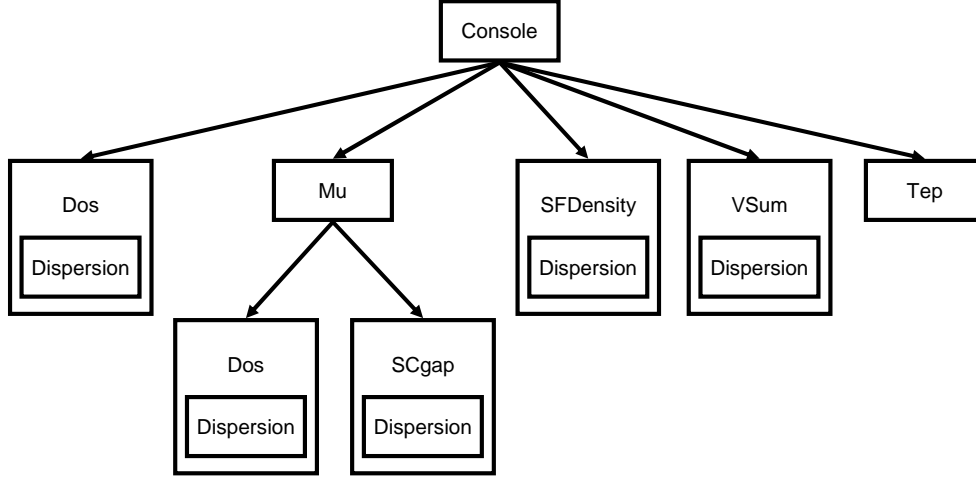 Console
Dos
Dispersion
Mu
SFDensity
Dispersion
VSum
Dispersion
Tep
Dos
Dispersion
SCgap
Dispersion